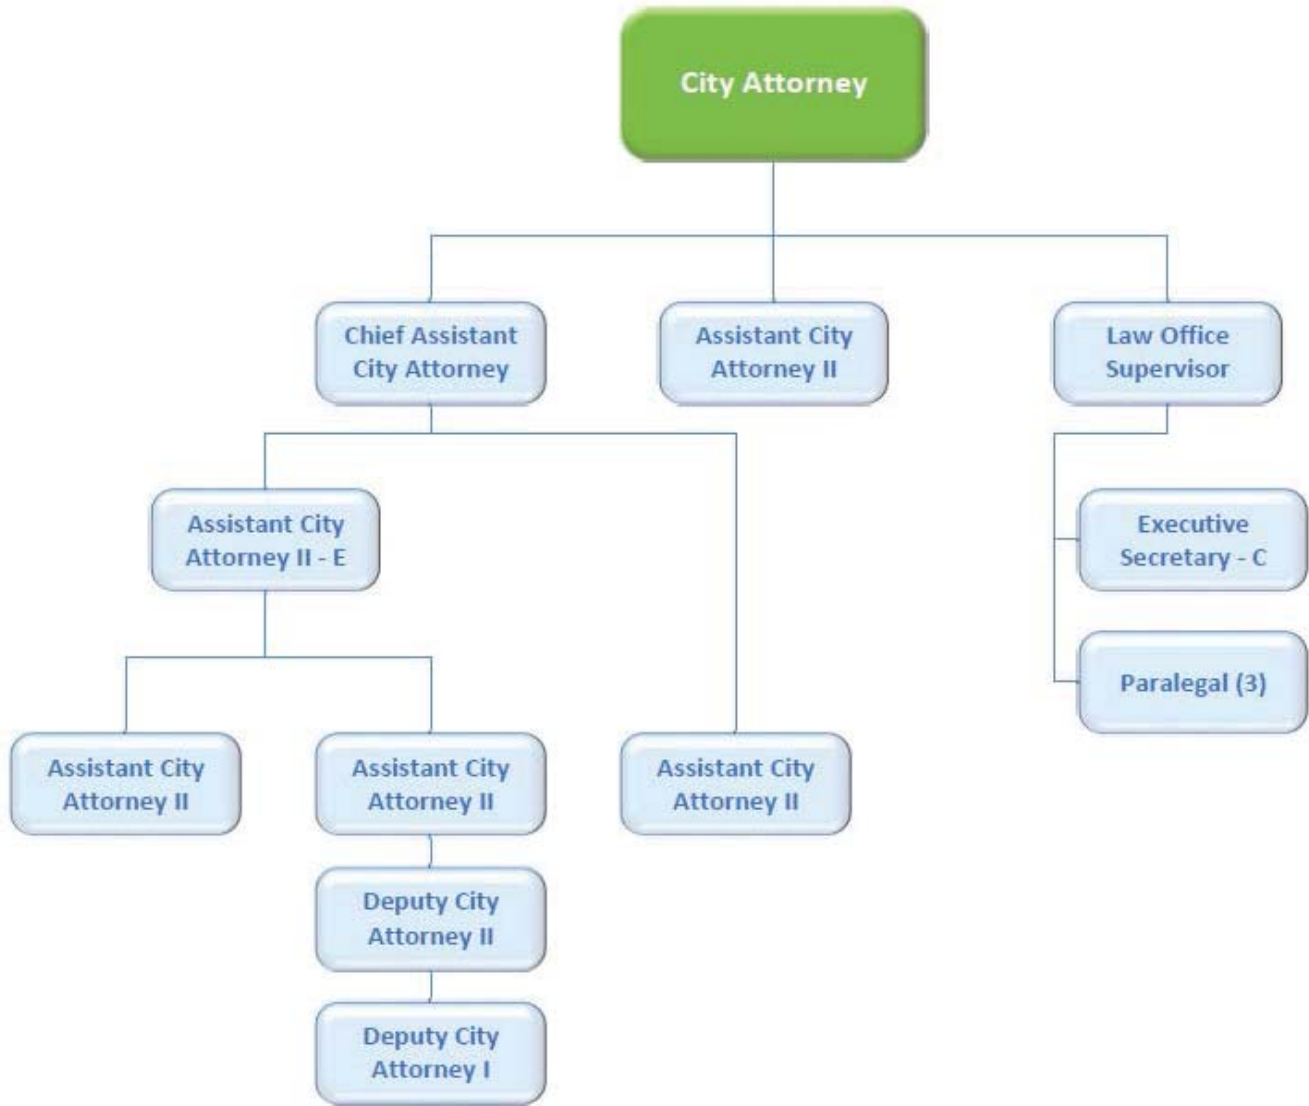 City Attorney
Chief Assistant
City Attorney
Assistant City
Attorney II
Law Office
Supervisor
Assistant City
Attorney II - E
Executive
Secretary - C
Paralegal (3)
Assistant City
Attorney II
Assistant City
Attorney II
Assistant City
Attorney II
Deputy City
Attorney II
Deputy City
Attorney I